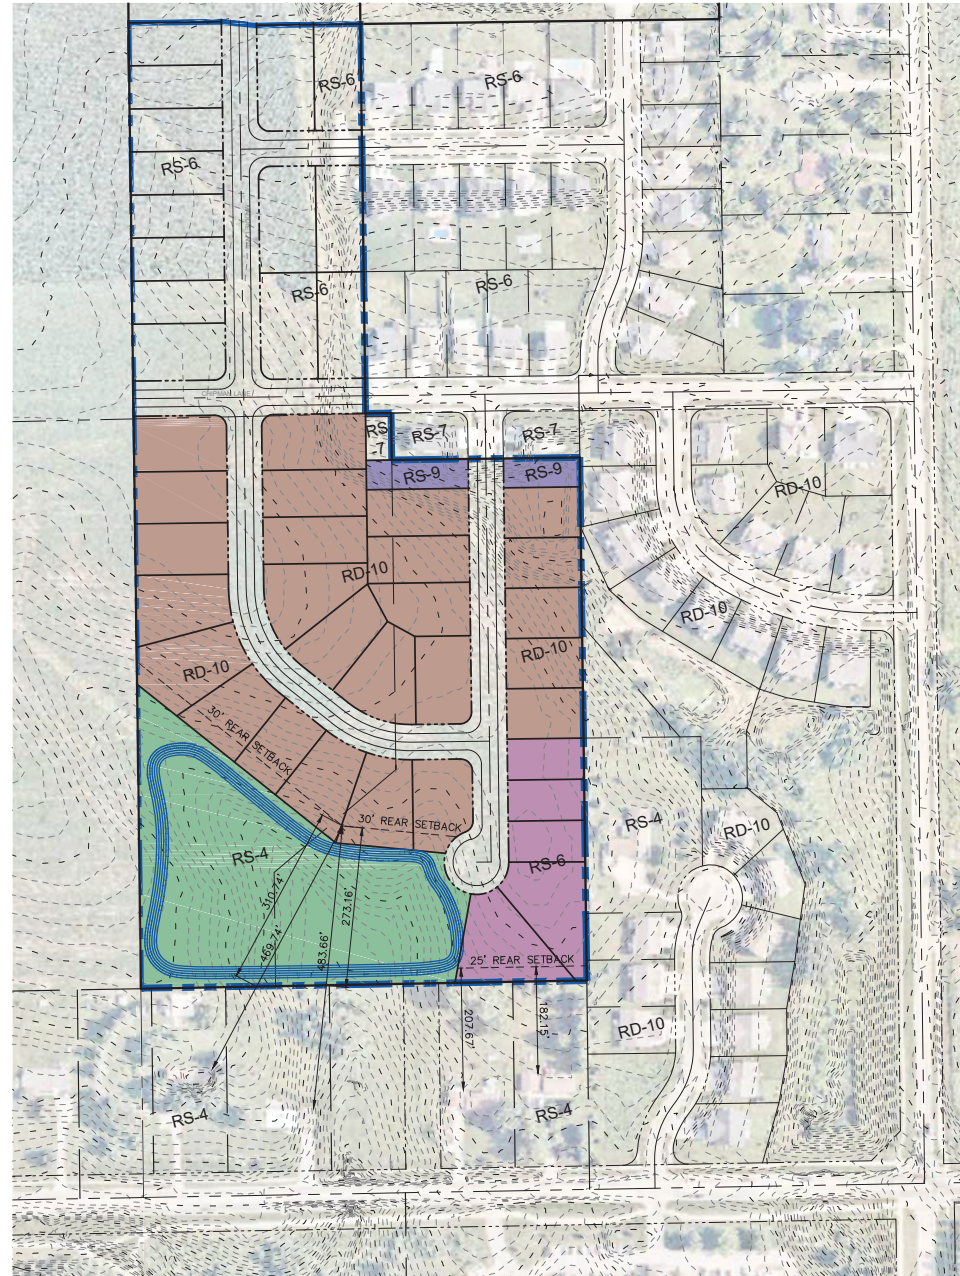 RS-6
RS-6
RS-6
RS-6
RS-6
CHIPMAN LANE
RS
-7
RS-7
RS-7
RS-9
RS-9
RD-10
RD-10
RD-10
RD-10
RD-10
30' REAR SETBACK
30' REAR SETBACK
RS-4
RD-10
RS-4
RS-6
310.74'
273.16'
469.74'
483.66'
25' REAR SETBACK
207.67'
182.15'
RD-10
RS-4
RS-4